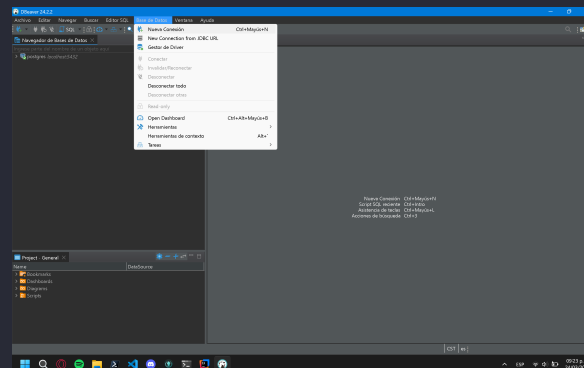 DBeaver 24.2.2
Archivo Editar Navegar Buscar Editor SQL Base de Datos Ventana Ayuda
SQL
Nueva Conexión Ctrl+Mayús+N
New Connection from JDBC URL
Gestor de Driver
Conectar
Invalidar/Reconectar
Desconectar
Desconectar todo
Desconectar otros
Read-only
Open Dashboard Ctrl+Alt+Mayús+B
Herramientas
Herramientas de contexto Alt+'
Tareas
Navegador de Bases de Datos
postgres localhost:5432
Nueva Conexión Ctrl+Mayús+N
Script SQL reciente Ctrl+Intro
Asistencia de teclas Ctrl+Mayús+L
Acciones de búsqueda Ctrl+3
Project - General
Name DataSource
Bookmarks
Dashboards
Diagrams
Scripts
CST es
ESP